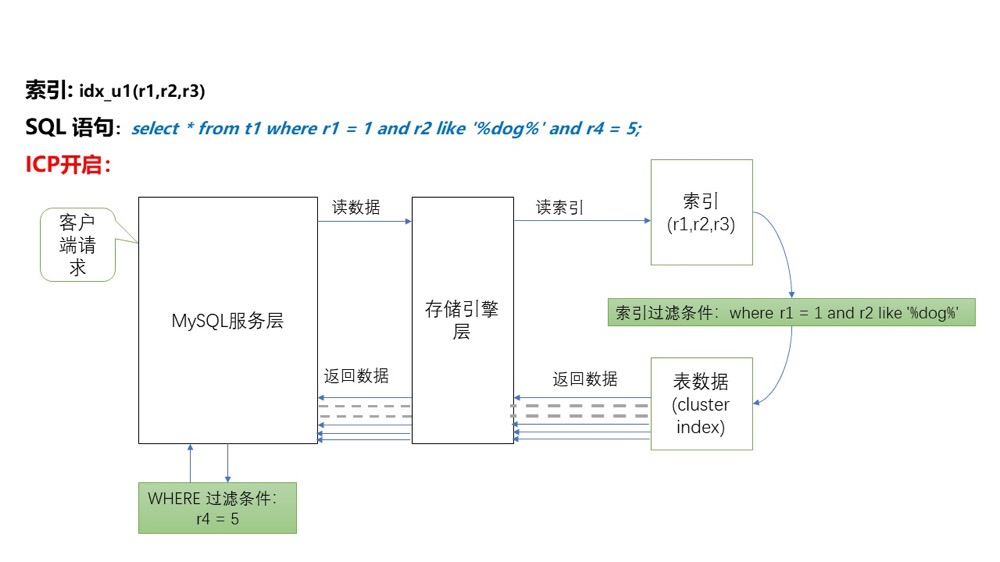 索引: idx_u1(r1,r2,r3)
SQL 语句：select * from t1 where r1 = 1 and r2 like '%dog%' and r4 = 5;
ICP开启：
客户
端请
求
MySQL服务层
读数据
存储引擎
层
读索引
索引
(r1,r2,r3)
索引过滤条件：where r1 = 1 and r2 like '%dog%'
返回数据
返回数据
表数据
(cluster
index)
WHERE 过滤条件：
r4 = 5